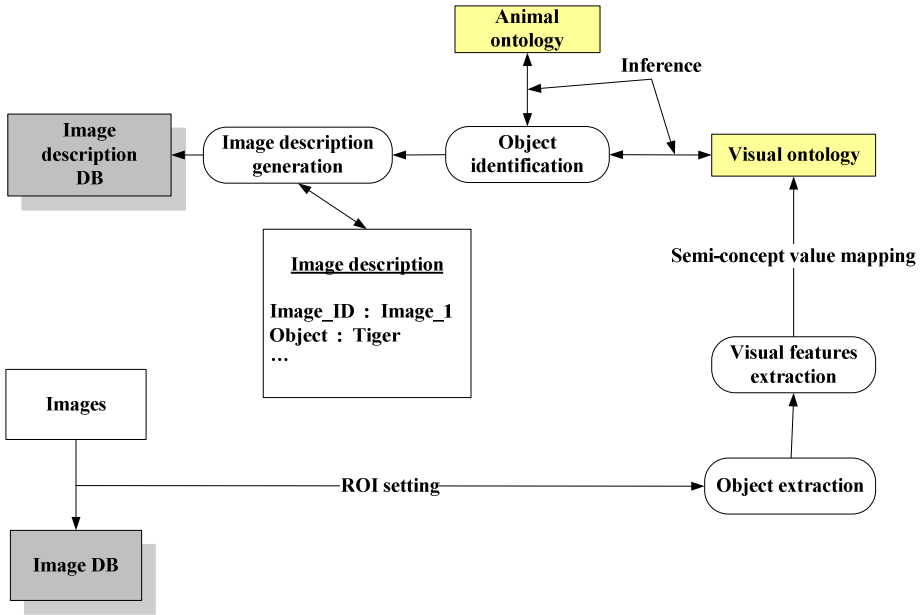 Animal
ontology
Inference
Image
description
DB
Image description
generation
Object
identification
Visual ontology
Image description
Image_ID : Image_1
Object : Tiger
...
Semi-concept value mapping
Visual features
extraction
Images
ROI setting
Object extraction
Image DB